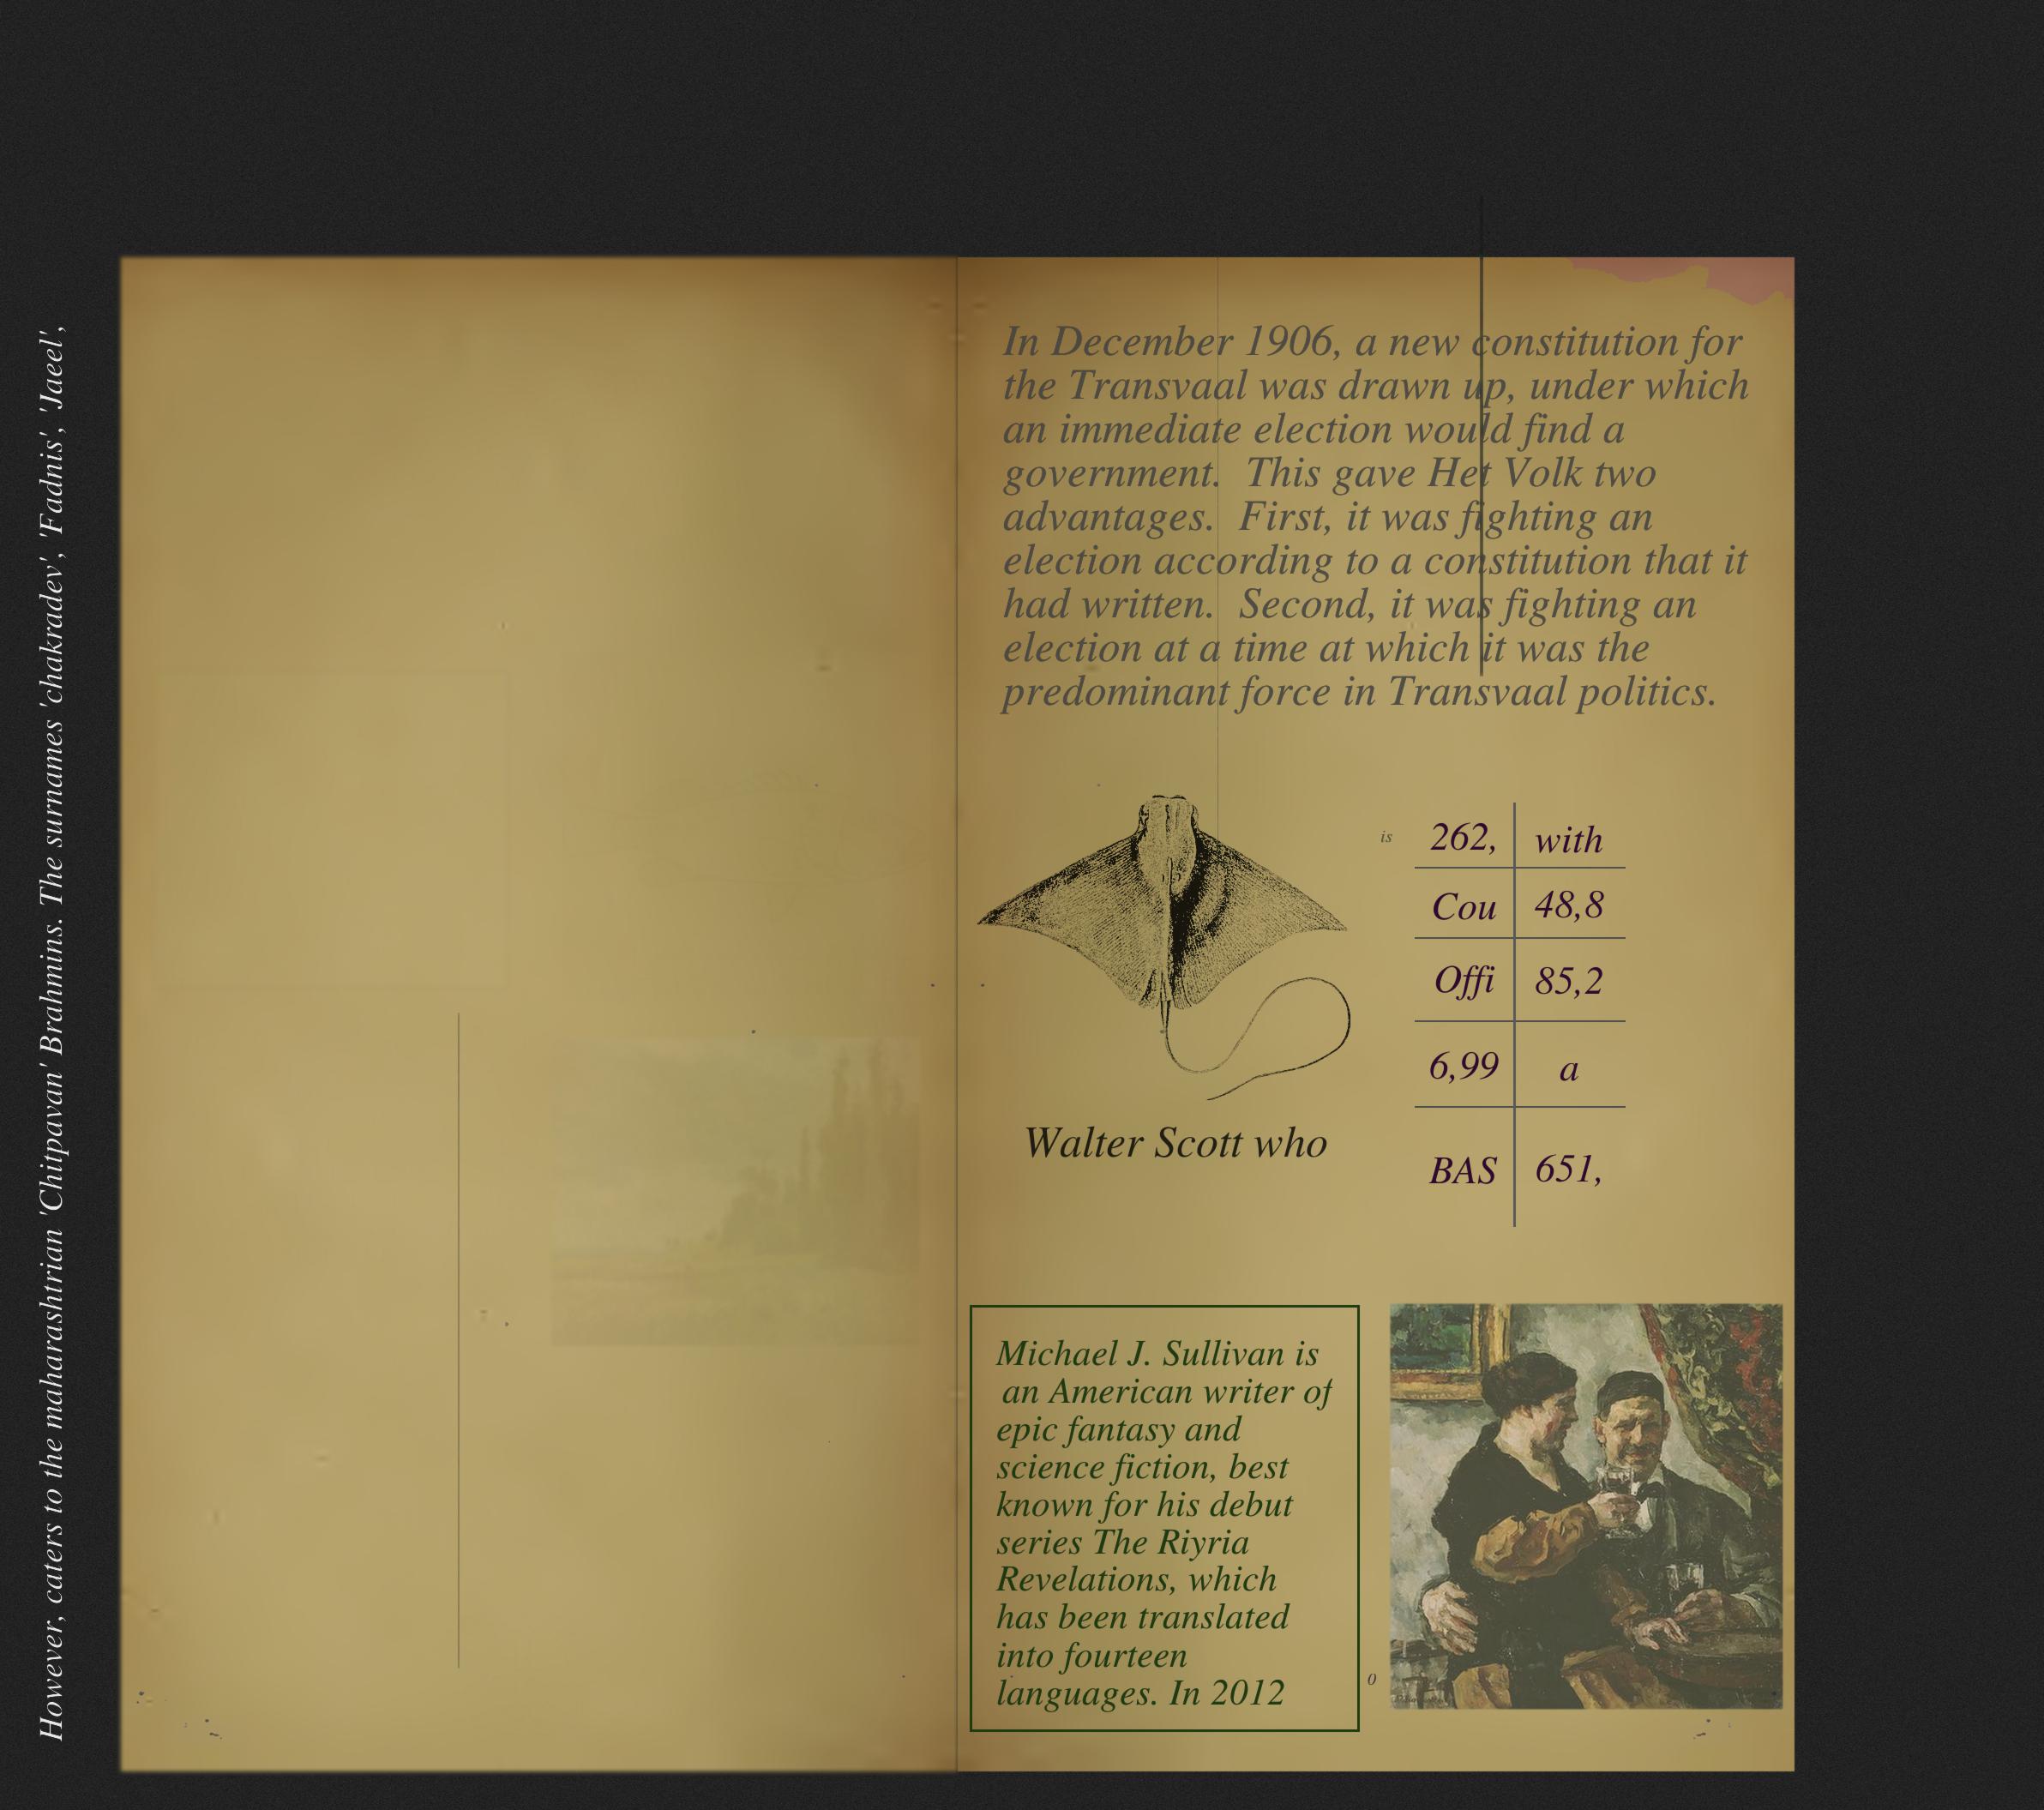 However, caters to the maharashtrian 'Chitpavan' Brahmins. The surnames 'chakradev', 'Fadnis', 'Jaeel',
In December 1906, a new constitution for
the Transvaal was drawn up, under which
an immediate election would find a
government.  This gave Het Volk two
advantages.  First, it was fighting an
election according to a constitution that it
had written.  Second, it was fighting an
election at a time at which it was the
predominant force in Transvaal politics.
Walter Scott who
is
262, with
Cou 48,8
Offi 85,2
6,99 a
BAS 651,
Michael J. Sullivan is
an American writer of
epic fantasy and
science fiction, best
known for his debut
series The Riyria
Revelations, which
has been translated
into fourteen
languages. In 2012
0